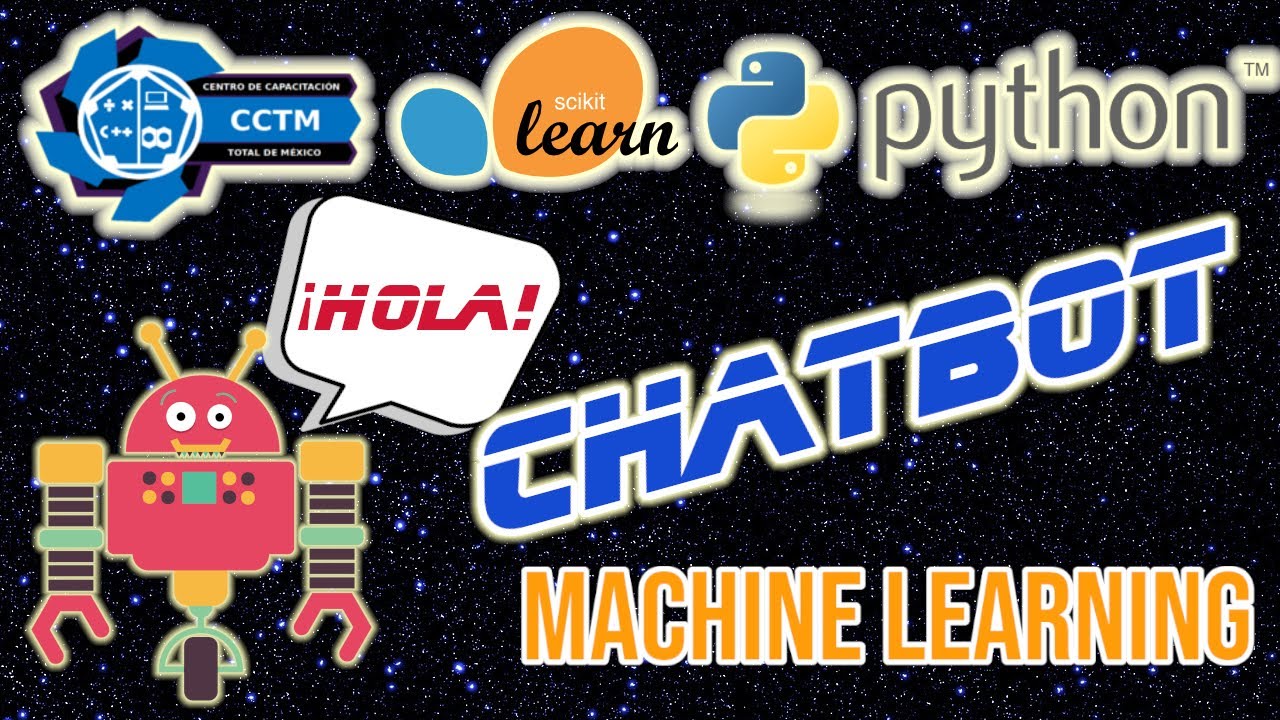 CENTRO DE CAPACITACIÓN
C++
CCTM
TOTAL DE MÉXICO
scikit
learn
python™
¡HOLA!
CHATBOT
MACHINE LEARNING